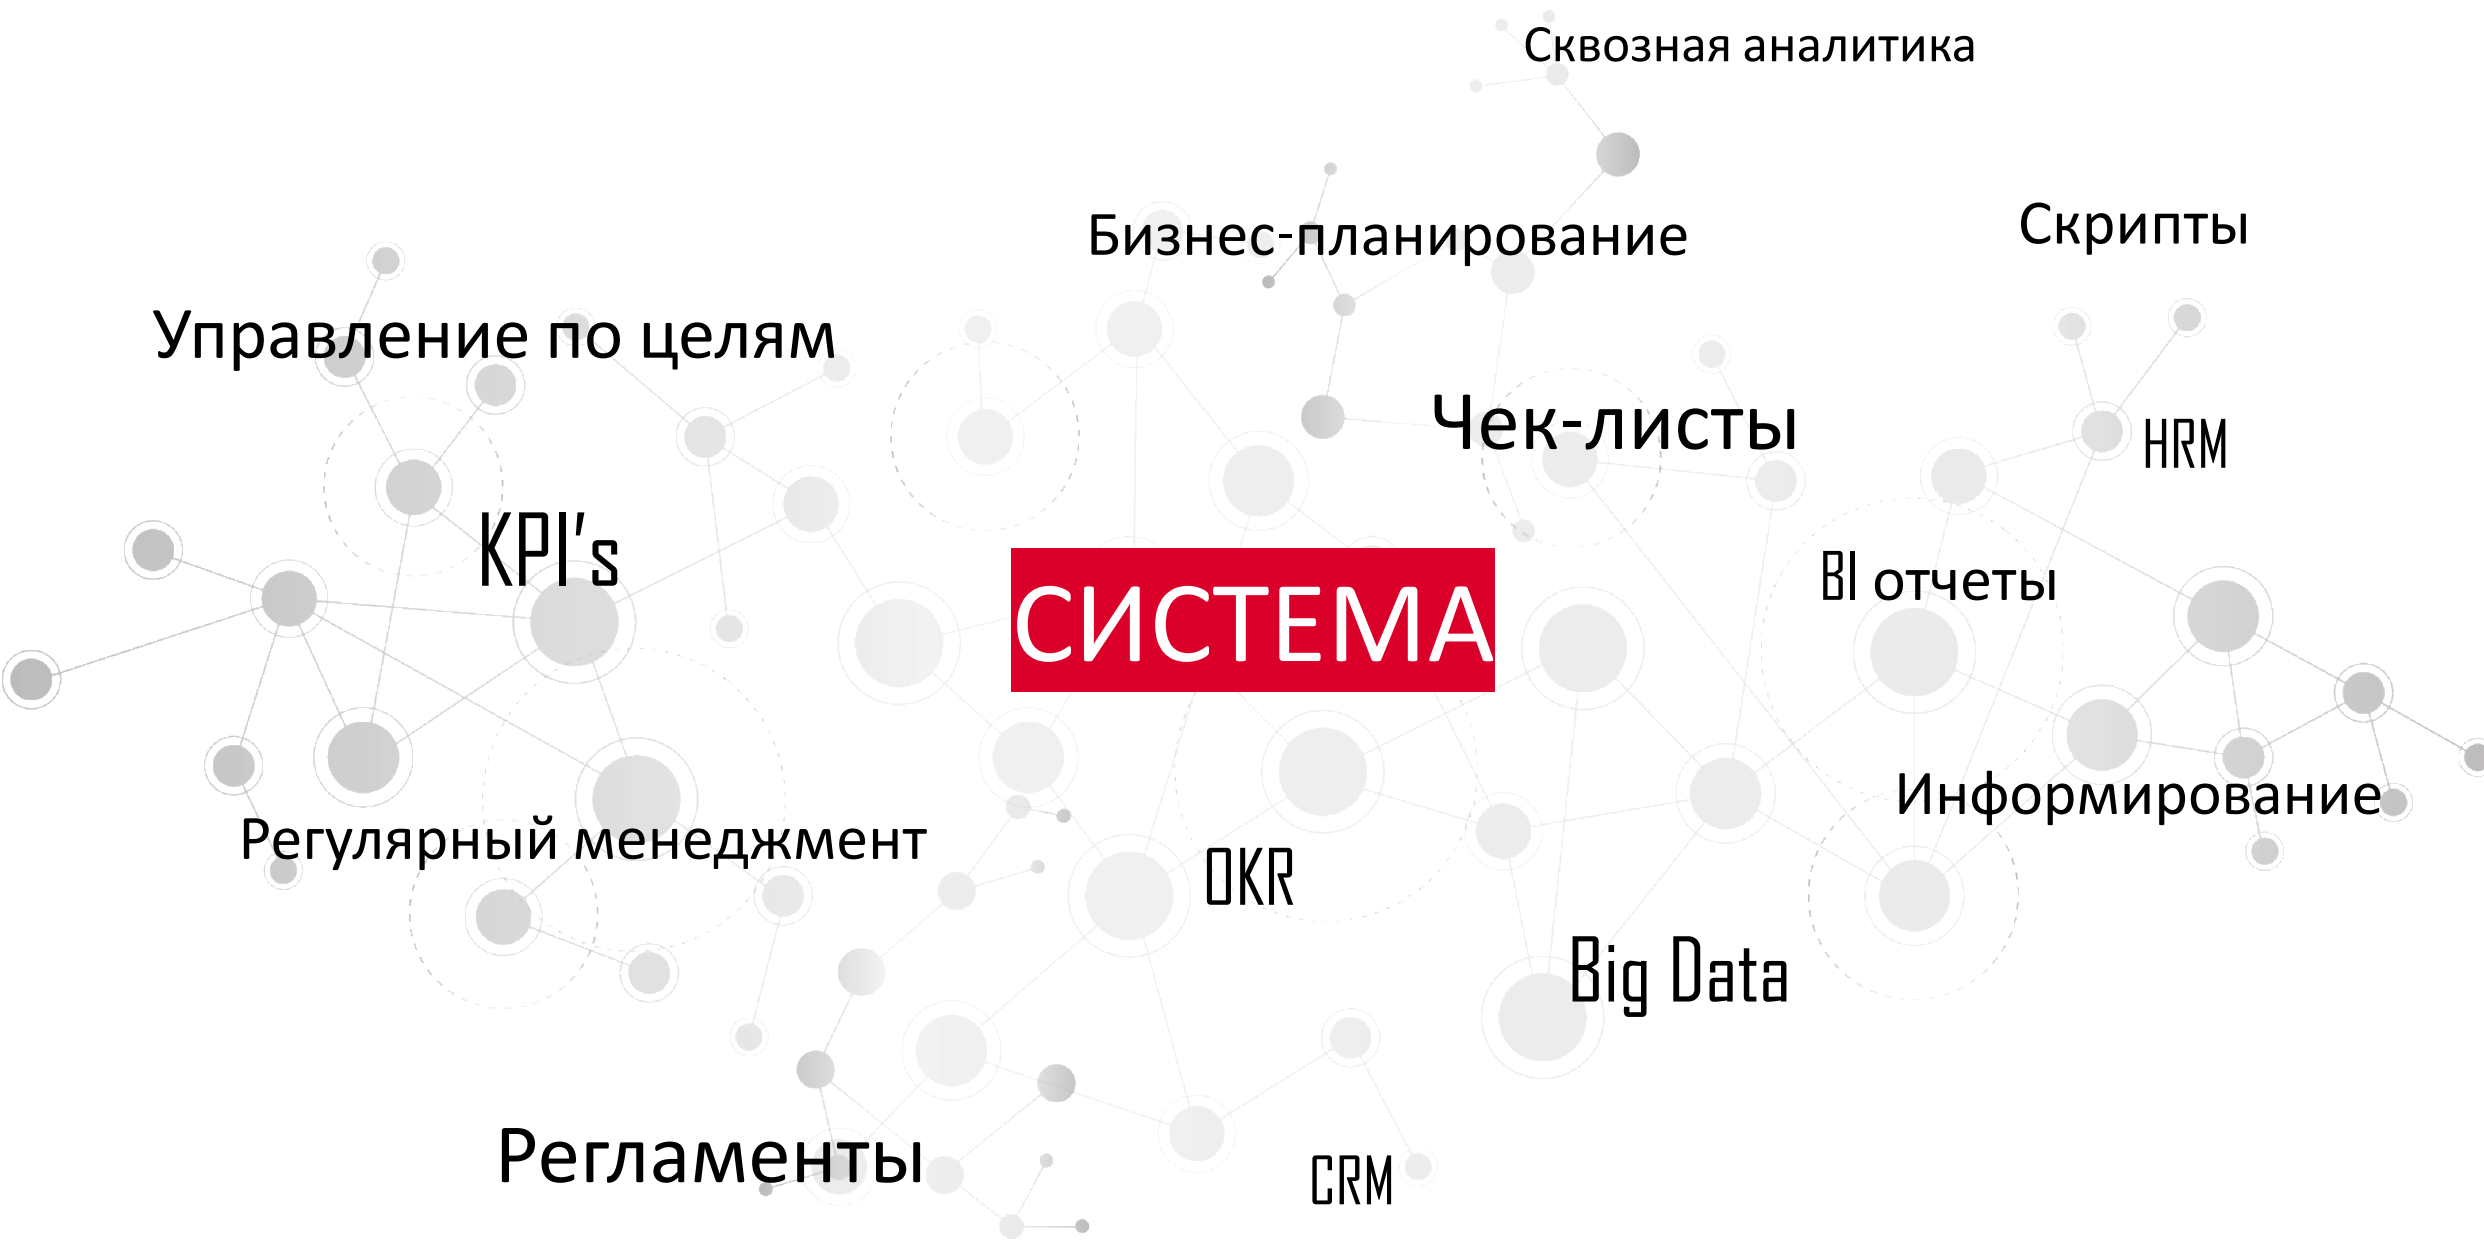 Сквозная аналитика
Бизнес-планирование
Скрипты
Управление по целям
Чек-листы
HRM
KPI's
BI отчеты
СИСТЕМА
Информирование
Регулярный менеджмент
OKR
Big Data
Регламенты
CRM